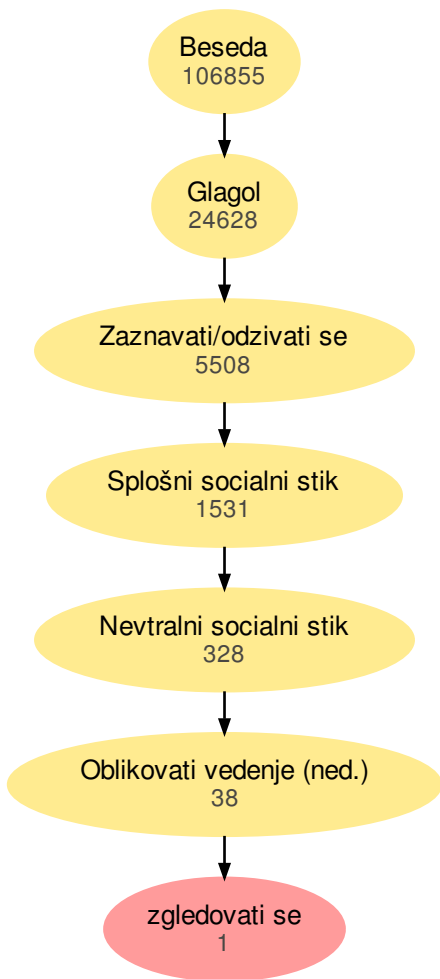 Beseda
106855
Glagol
24628
Zaznavati/odzivati se
5508
Splošni socialni stik
1531
Nevtralni socialni stik
328
Oblikovati vedenje (ned.)
38
zgledovati se
1